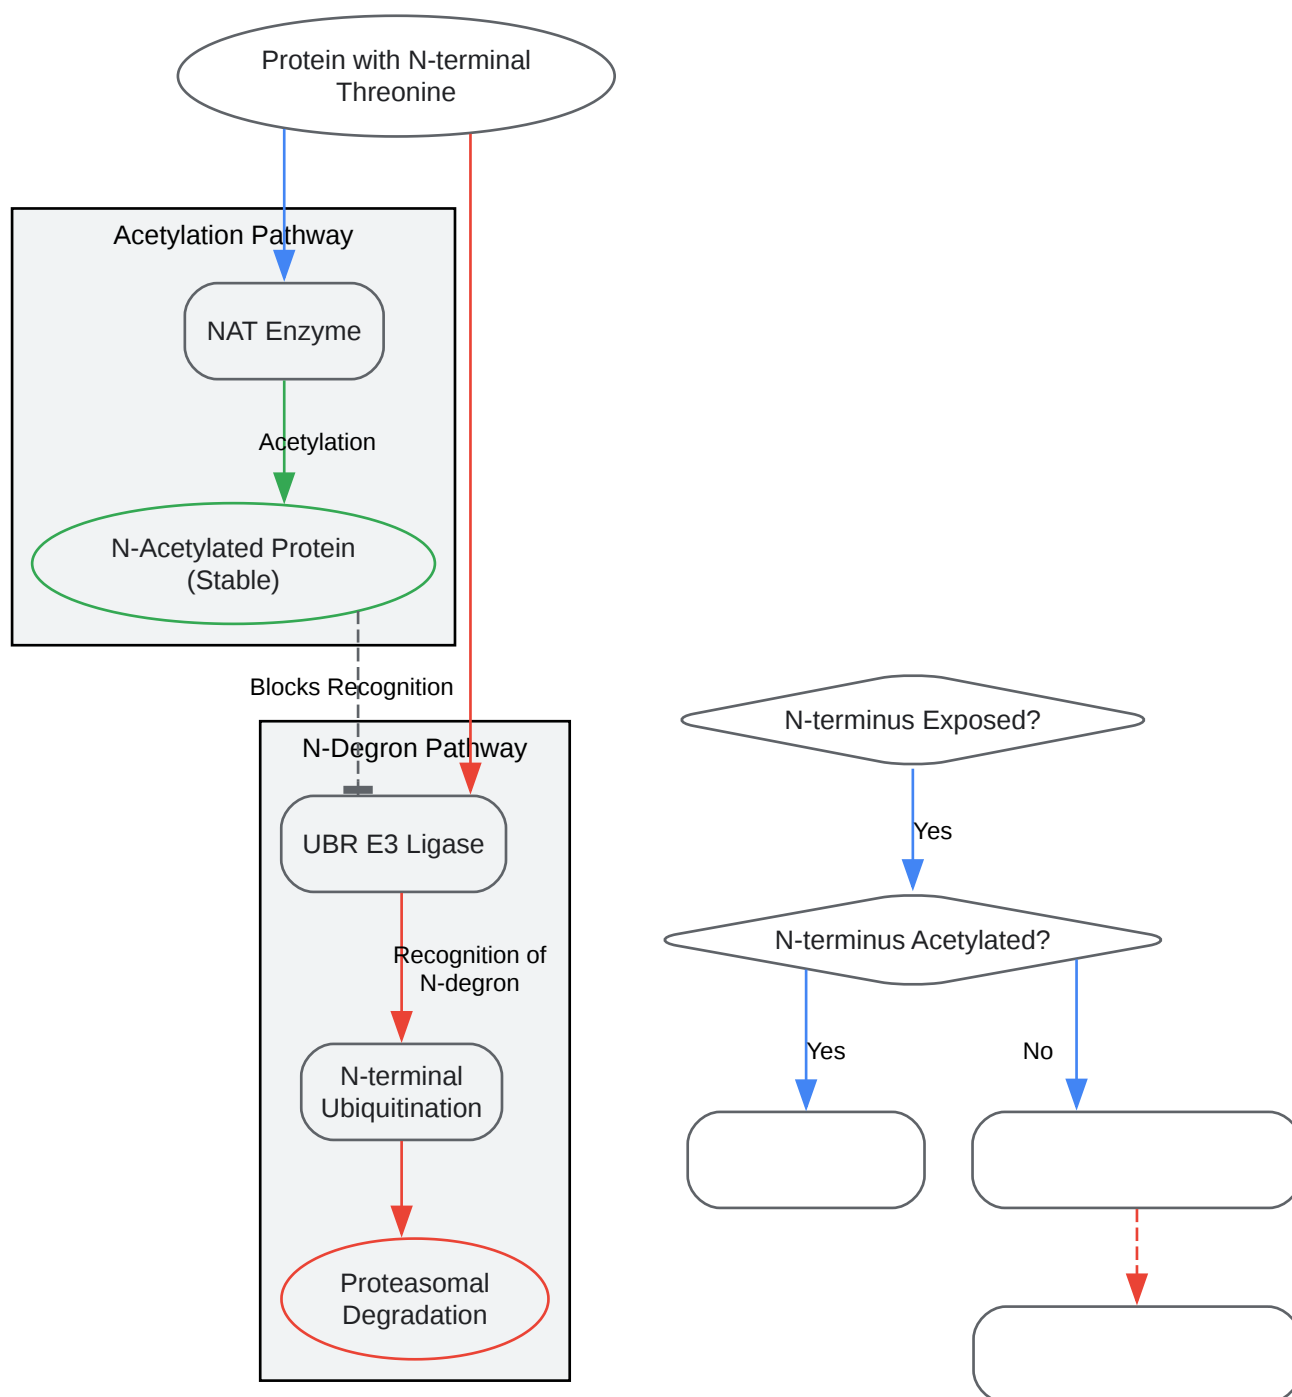 Protein with N-terminal
Threonine
Acetylation Pathway
NAT Enzyme
Acetylation
N-Acetylated Protein
(Stable)
Blocks Recognition
N-Degron Pathway
UBR E3 Ligase
Recognition of
N-degron
N-terminal
Ubiquitination
Proteasomal
Degradation
N-terminus Exposed?
Yes
N-terminus Acetylated?
Yes
No